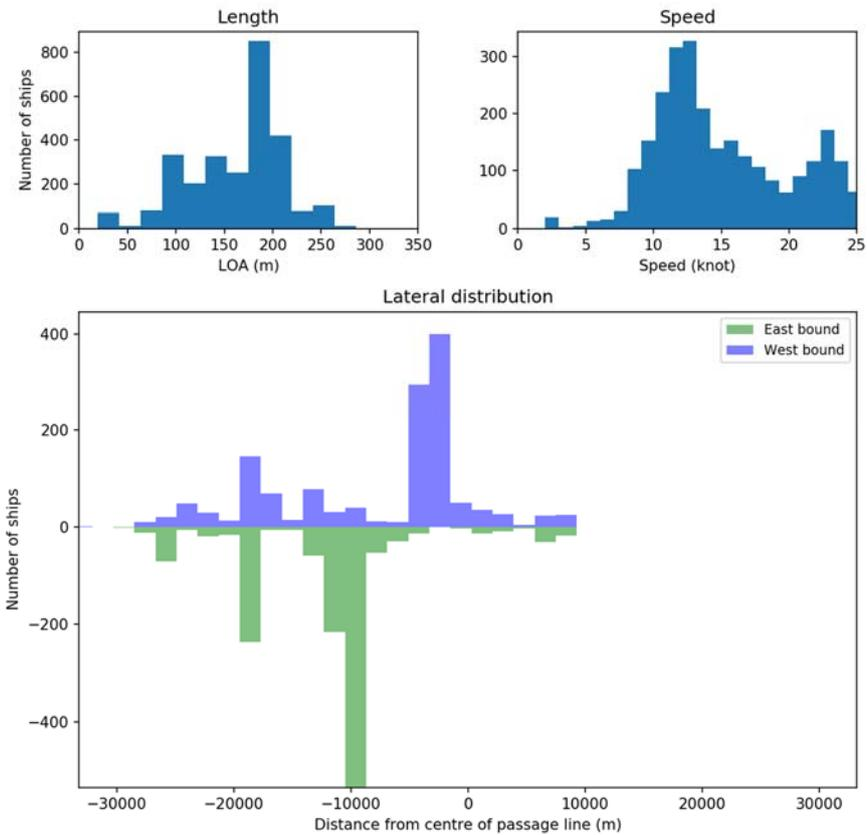 Length
Speed
Number of ships
800
600
400
200
0
0 50 100 150 200 250 300 350
LOA (m)
300
200
100
0
0 5 10 15 20 25
Speed (knot)
Lateral distribution
East bound
West bound
Number of ships
400
200
0
−200
−400
−30000 −20000 −10000 0 10000 20000 30000
Distance from centre of passage line (m)